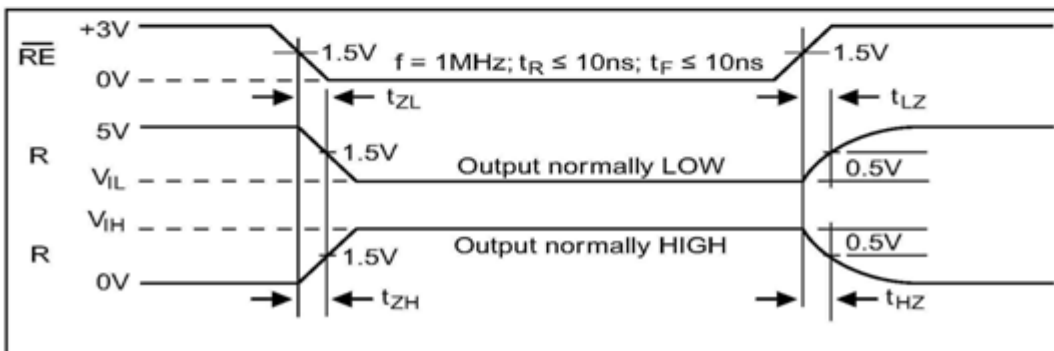 +3V
R̅E̅
1.5V
f = 1MHz; tR ≤ 10ns; tF ≤ 10ns
1.5V
0V
tZL
tLZ
5V
R
1.5V
Output normally LOW
0.5V
VIL
VIH
R
1.5V
Output normally HIGH
0.5V
0V
tZH
tHZ